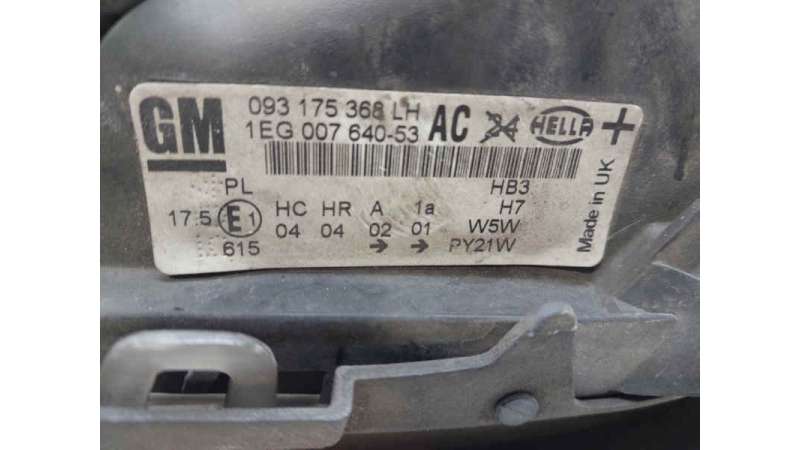 GM 093 175 368 LH AC 24 HELLA +
1EG 007 640-53
PL HB3
17.5 E1 HC HR A 1a H7
04 04 02 01 W5W
615 → → PY21W
Made in UK